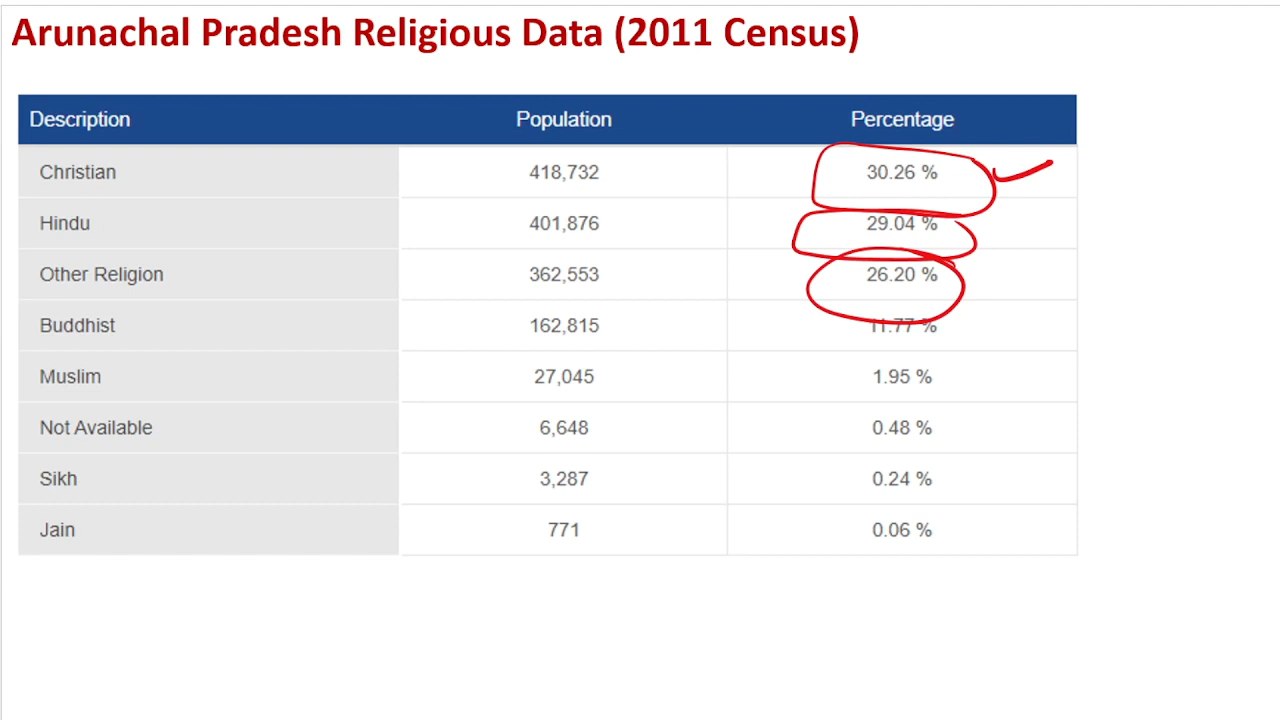 Arunachal Pradesh Religious Data (2011 Census)
Description Population Percentage
Christian 418,732 30.26 %
Hindu 401,876 29.04 %
Other Religion 362,553 26.20 %
Buddhist 162,815 11.77 %
Muslim 27,045 1.95 %
Not Available 6,648 0.48 %
Sikh 3,287 0.24 %
Jain 771 0.06 %